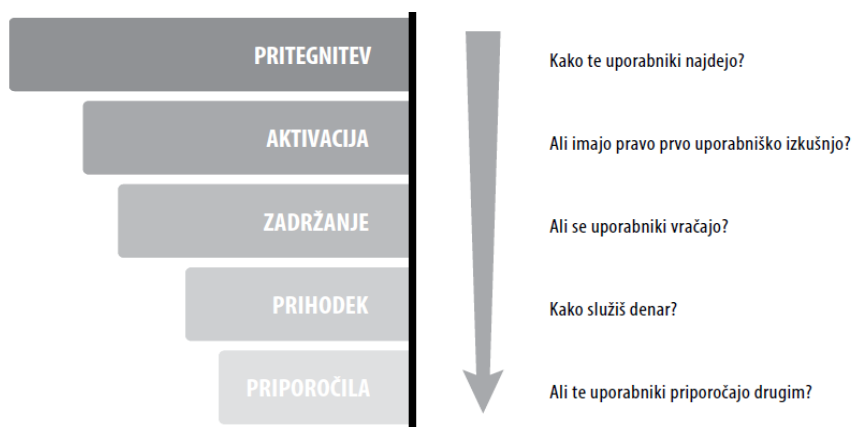 PRITEGNITEV
Kako te uporabniki najdejo?
AKTIVACIJA
Ali imajo pravo prvo uporabniško izkušnjo?
ZADRŽANJE
Ali se uporabniki vračajo?
PRIHODEK
Kako služiš denar?
PRIPOROČILA
Ali te uporabniki priporočajo drugim?